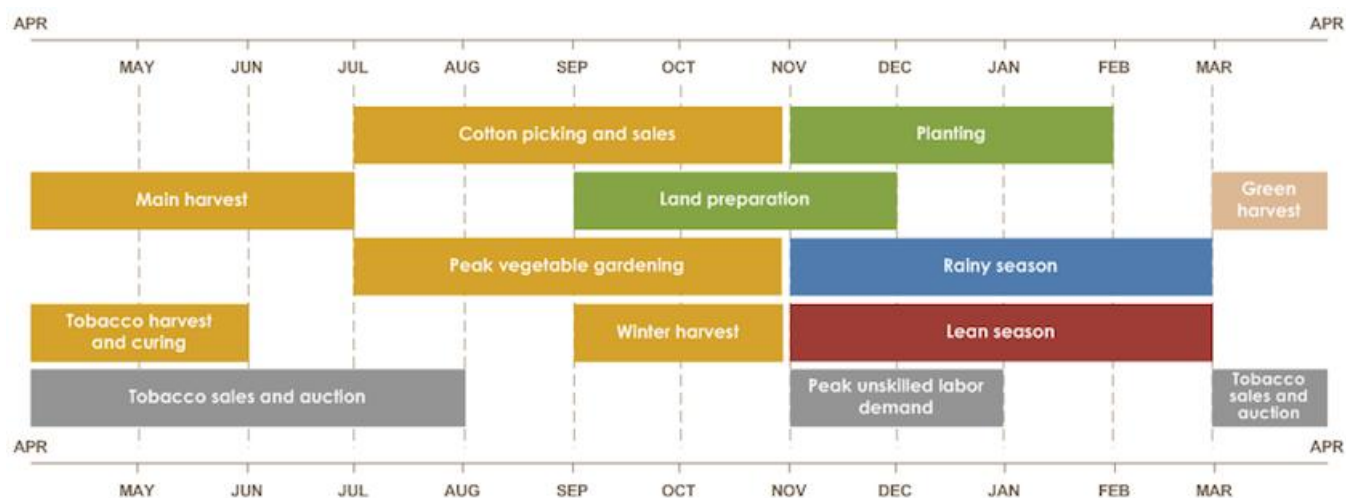 APR APR
MAY JUN JUL AUG SEP OCT NOV DEC JAN FEB MAR
Cotton picking and sales
Planting
Main harvest
Land preparation
Green
harvest
Peak vegetable gardening
Rainy season
Tobacco harvest
and curing
Winter harvest
Lean season
Tobacco sales and auction
Peak unskilled labor
demand
Tobacco
sales and
auction
APR APR
MAY JUN JUL AUG SEP OCT NOV DEC JAN FEB MAR